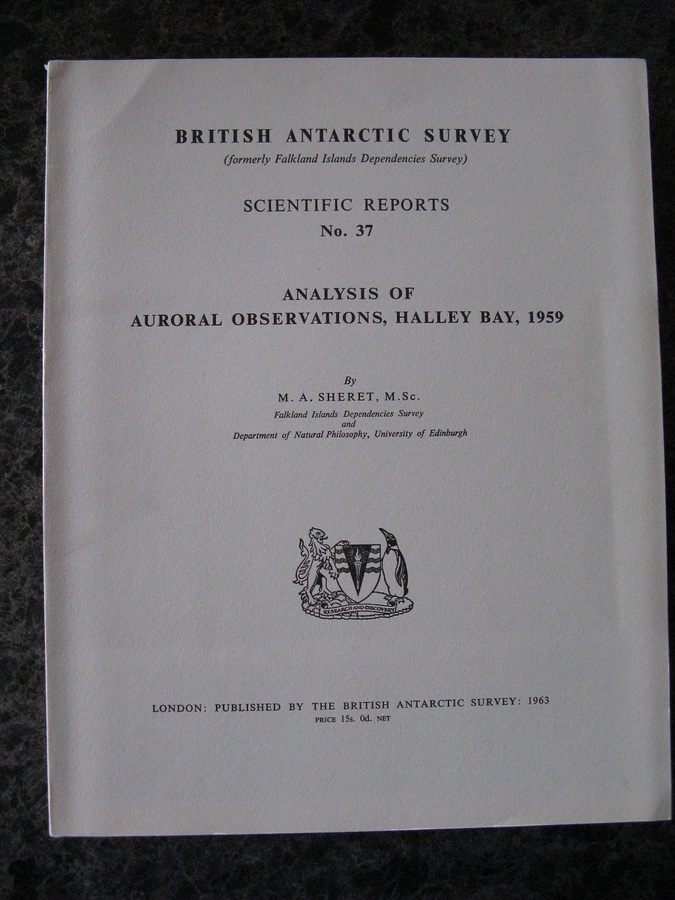 BRITISH ANTARCTIC SURVEY
(formerly Falkland Islands Dependencies Survey)
SCIENTIFIC REPORTS
No. 37
ANALYSIS OF
AURORAL OBSERVATIONS, HALLEY BAY, 1959
By
M. A. SHERET, M.Sc.
Falkland Islands Dependencies Survey
and
Department of Natural Philosophy, University of Edinburgh
RESEARCH AND DISCOVERY
LONDON: PUBLISHED BY THE BRITISH ANTARCTIC SURVEY: 1963
PRICE 15s. 0d. NET